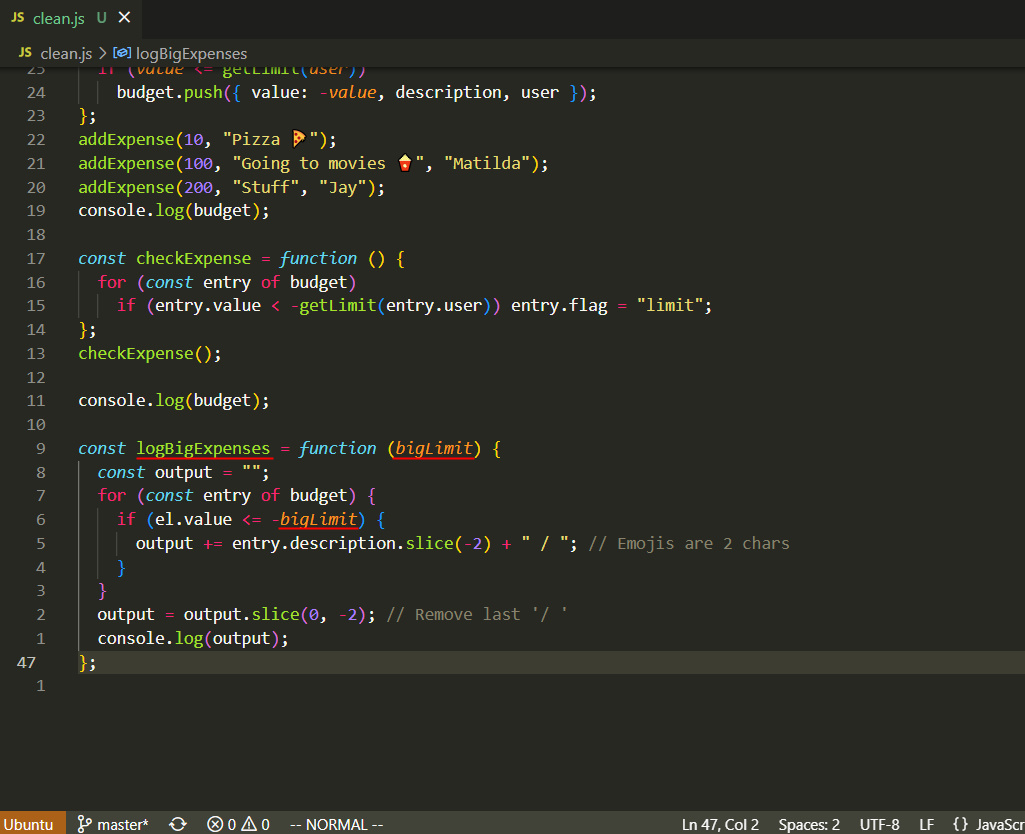 JS clean.js U
JS clean.js > logBigExpenses
25 if (value <= getLimit(user))
24 budget.push({ value: -value, description, user });
23 };
22 addExpense(10, "Pizza 🍕");
21 addExpense(100, "Going to movies 🍿", "Matilda");
20 addExpense(200, "Stuff", "Jay");
19 console.log(budget);
18
17 const checkExpense = function () {
16 for (const entry of budget)
15 if (entry.value < -getLimit(entry.user)) entry.flag = "limit";
14 };
13 checkExpense();
12
11 console.log(budget);
10
9 const logBigExpenses = function (bigLimit) {
8 const output = "";
7 for (const entry of budget) {
6 if (el.value <= -bigLimit) {
5 output += entry.description.slice(-2) + " / "; // Emojis are 2 chars
4 }
3 }
2 output = output.slice(0, -2); // Remove last '/ '
1 console.log(output);
47 };
1
Ubuntu master* 0 0 -- NORMAL -- Ln 47, Col 2 Spaces: 2 UTF-8 LF {} JavaScr